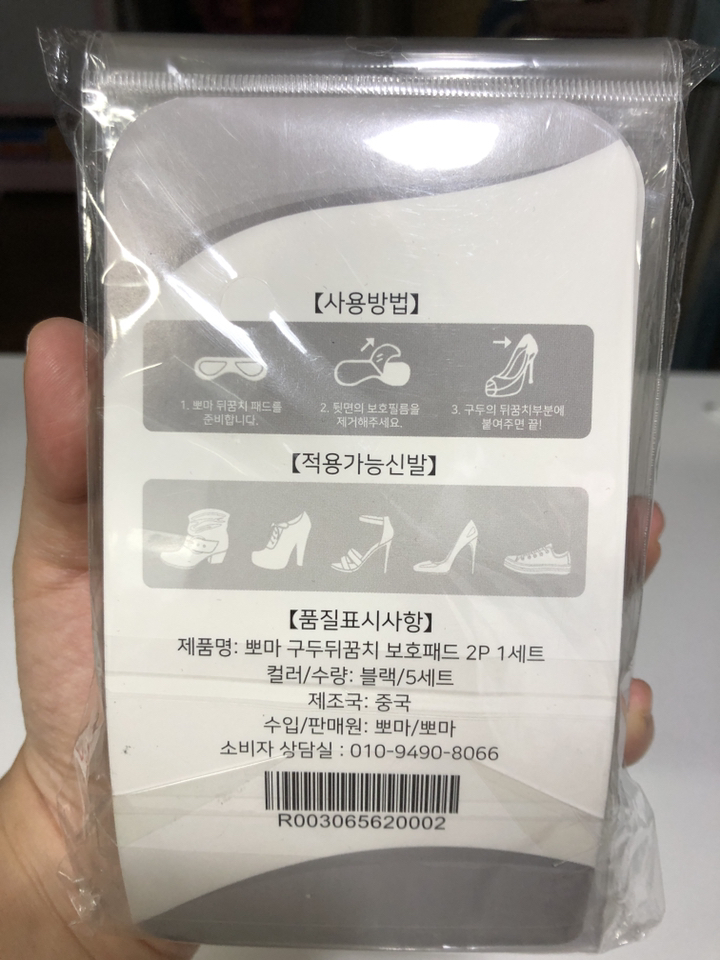 【사용방법】
1. 뽀마 뒤꿈치 패드를
준비합니다.
2. 뒷면의 보호필름을
제거해주세요.
3. 구두의 뒤꿈치부분에
붙여주면 끝!
【적용가능신발】
【품질표시사항】
제품명: 뽀마 구두뒤꿈치 보호패드 2P 1세트
컬러/수량: 블랙/5세트
제조국: 중국
수입/판매원: 뽀마/뽀마
소비자 상담실 : 010-9490-8066
R003065620002